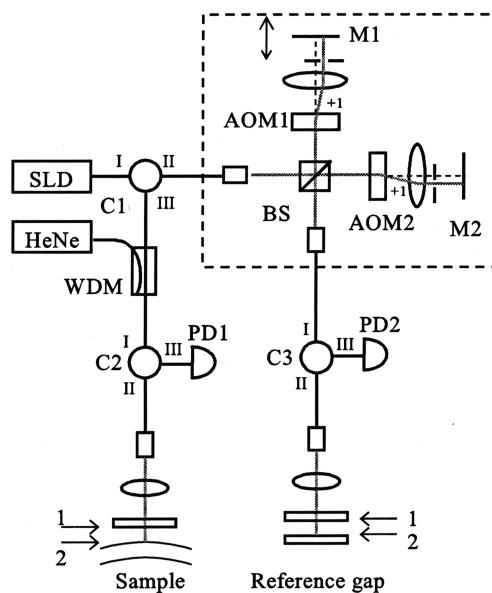 M1
+1
AOM1
I
II
SLD
C1
III
BS
+1
AOM2
M2
HeNe
WDM
I
PD1
III
C2
II
I
PD2
III
C3
II
1
2
1
2
Sample
Reference gap